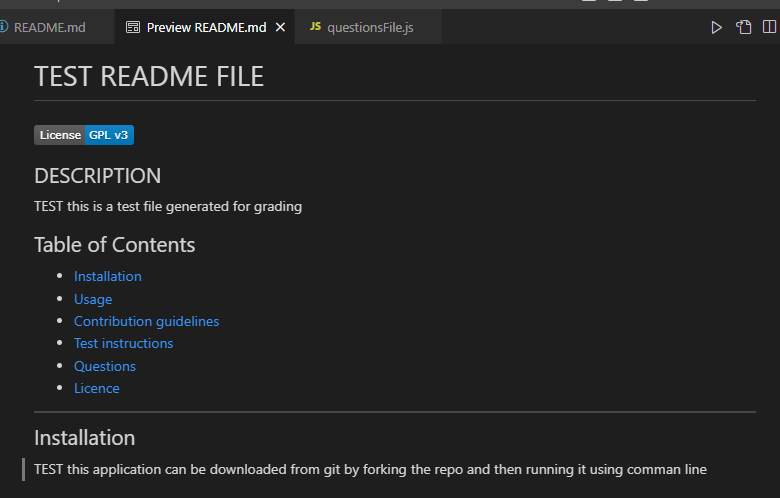 README.md
Preview README.md
JS questionsFile.js
TEST README FILE
License GPL v3
DESCRIPTION
TEST this is a test file generated for grading
Table of Contents
Installation
Usage
Contribution guidelines
Test instructions
Questions
Licence
Installation
TEST this application can be downloaded from git by forking the repo and then running it using comman line